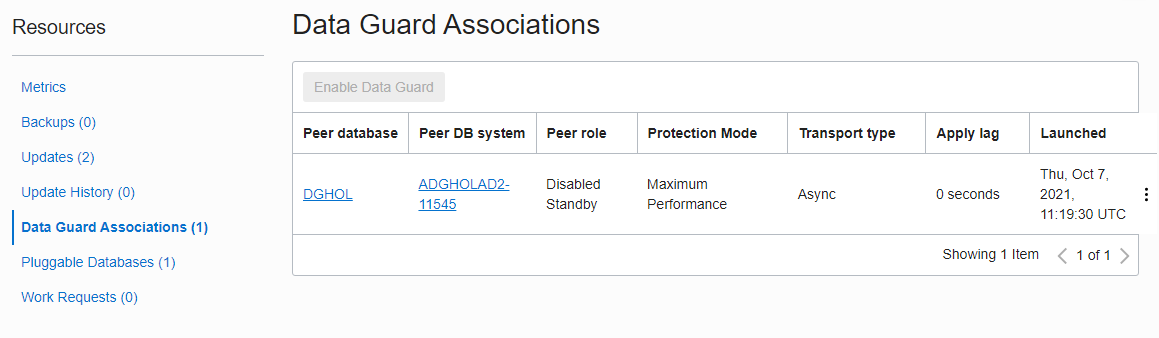 Resources
Data Guard Associations
Metrics
Backups (0)
Updates (2)
Update History (0)
Data Guard Associations (1)
Pluggable Databases (1)
Work Requests (0)
Enable Data Guard
Peer database Peer DB system Peer role Protection Mode Transport type Apply lag Launched
DGHOL ADGHOLAD2-11545 Disabled Standby Maximum Performance Async 0 seconds Thu, Oct 7, 2021, 11:19:30 UTC
Showing 1 Item 1 of 1